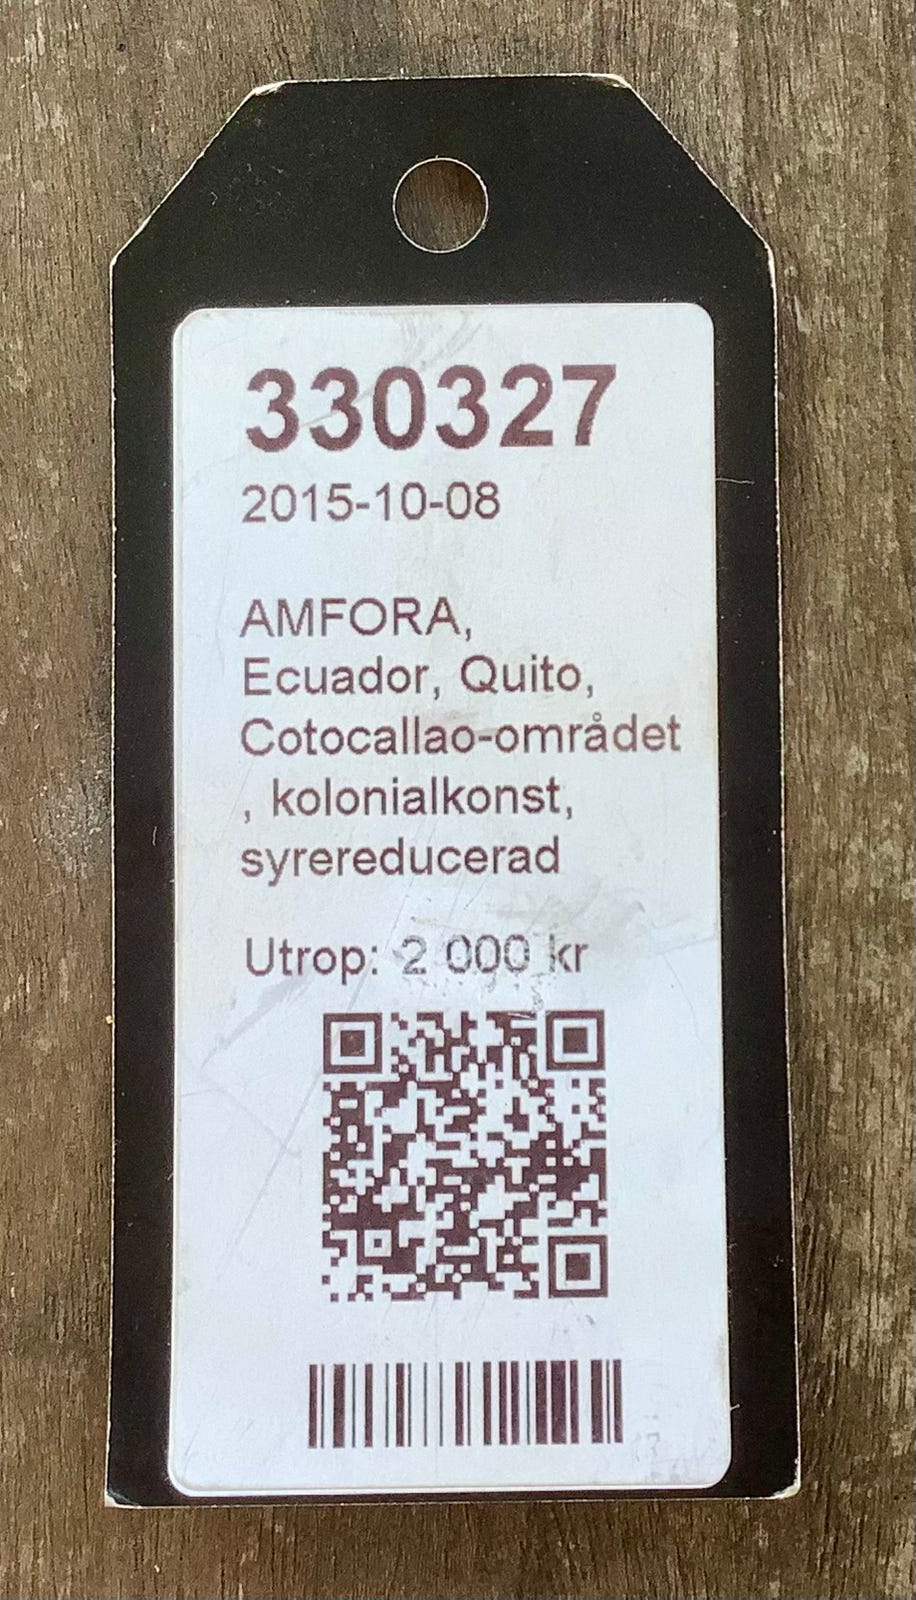 330327
2015-10-08
AMFORA,
Ecuador, Quito,
Cotocallao-området
, kolonialkonst,
syrereducerad
Utrop: 2 000 kr